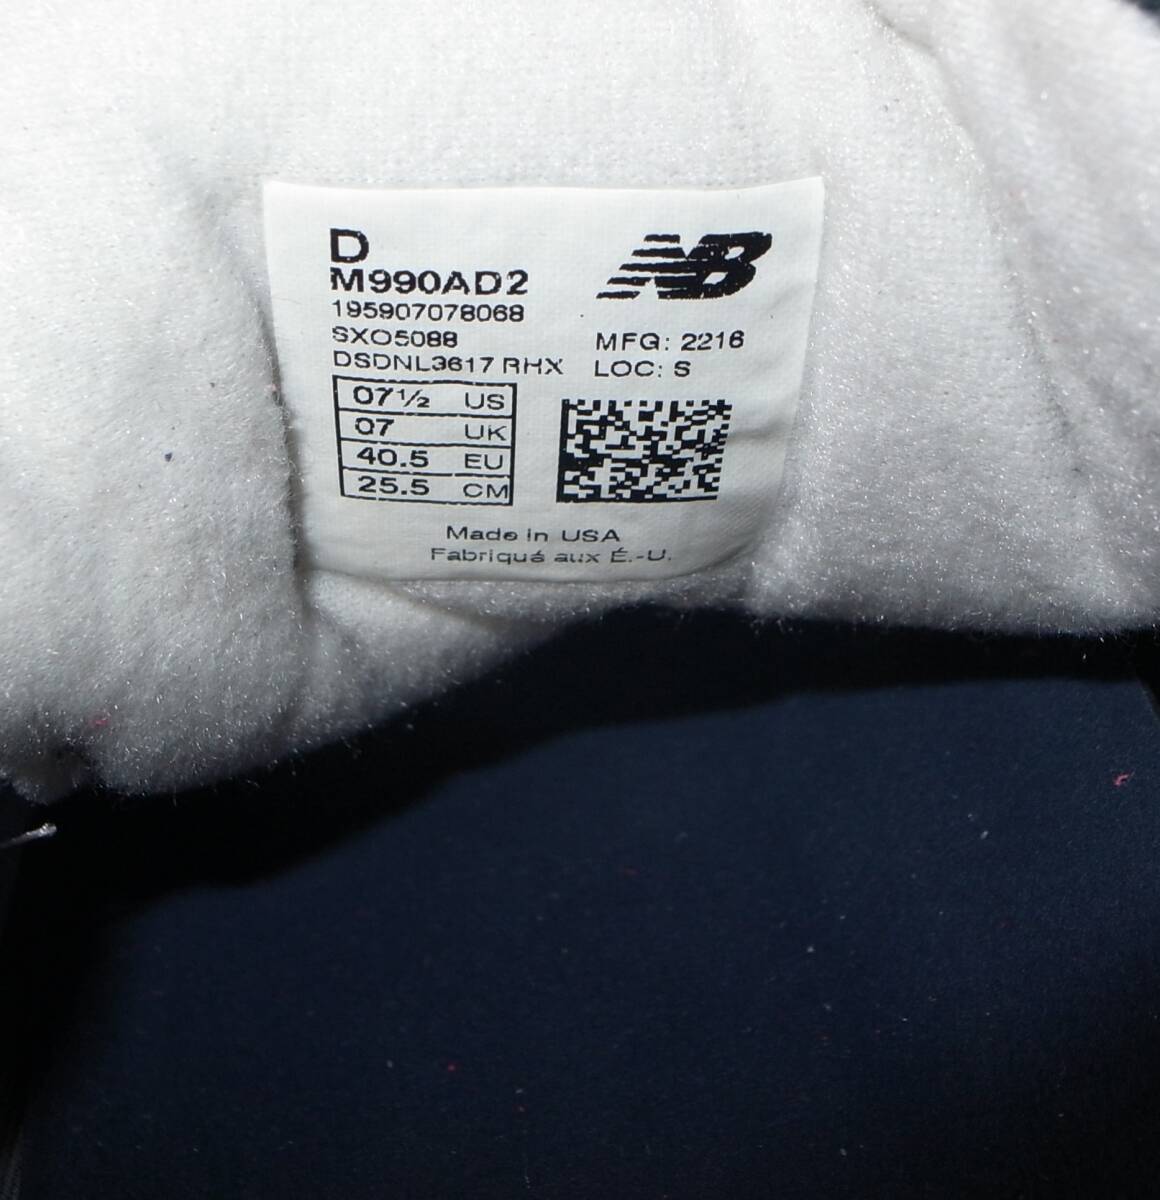 D
M990AD2
195907078068
SXO5088
DSDNL3617 RHX
NB
MFG: 2216
LOC: S
07½ US
07 UK
40.5 EU
25.5 CM
Made in USA
Fabriqué aux É.-U.